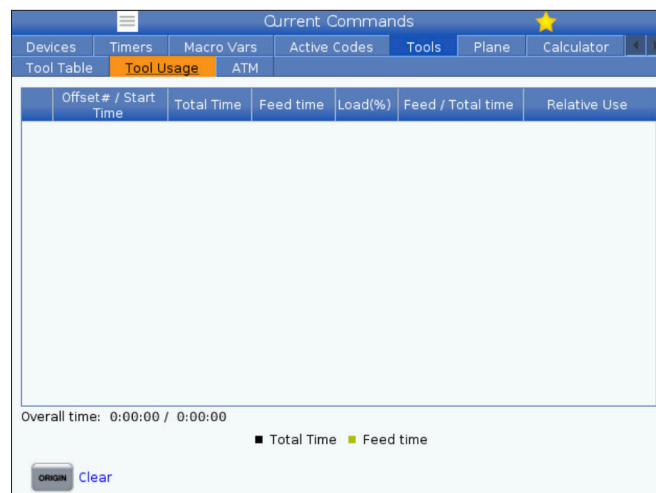 Current Commands
Devices Timers Macro Vars Active Codes Tools Plane Calculator
Tool Table Tool Usage ATM
Offset# / Start Time Total Time Feed time Load(%) Feed / Total time Relative Use
Overall time: 0:00:00 / 0:00:00
Total Time Feed time
ORIGIN Clear